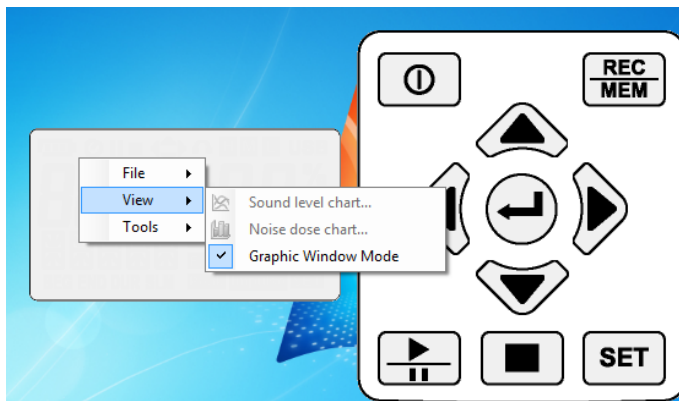 REC
MEM
File
View
Tools
Sound level chart...
Noise dose chart...
Graphic Window Mode
SET